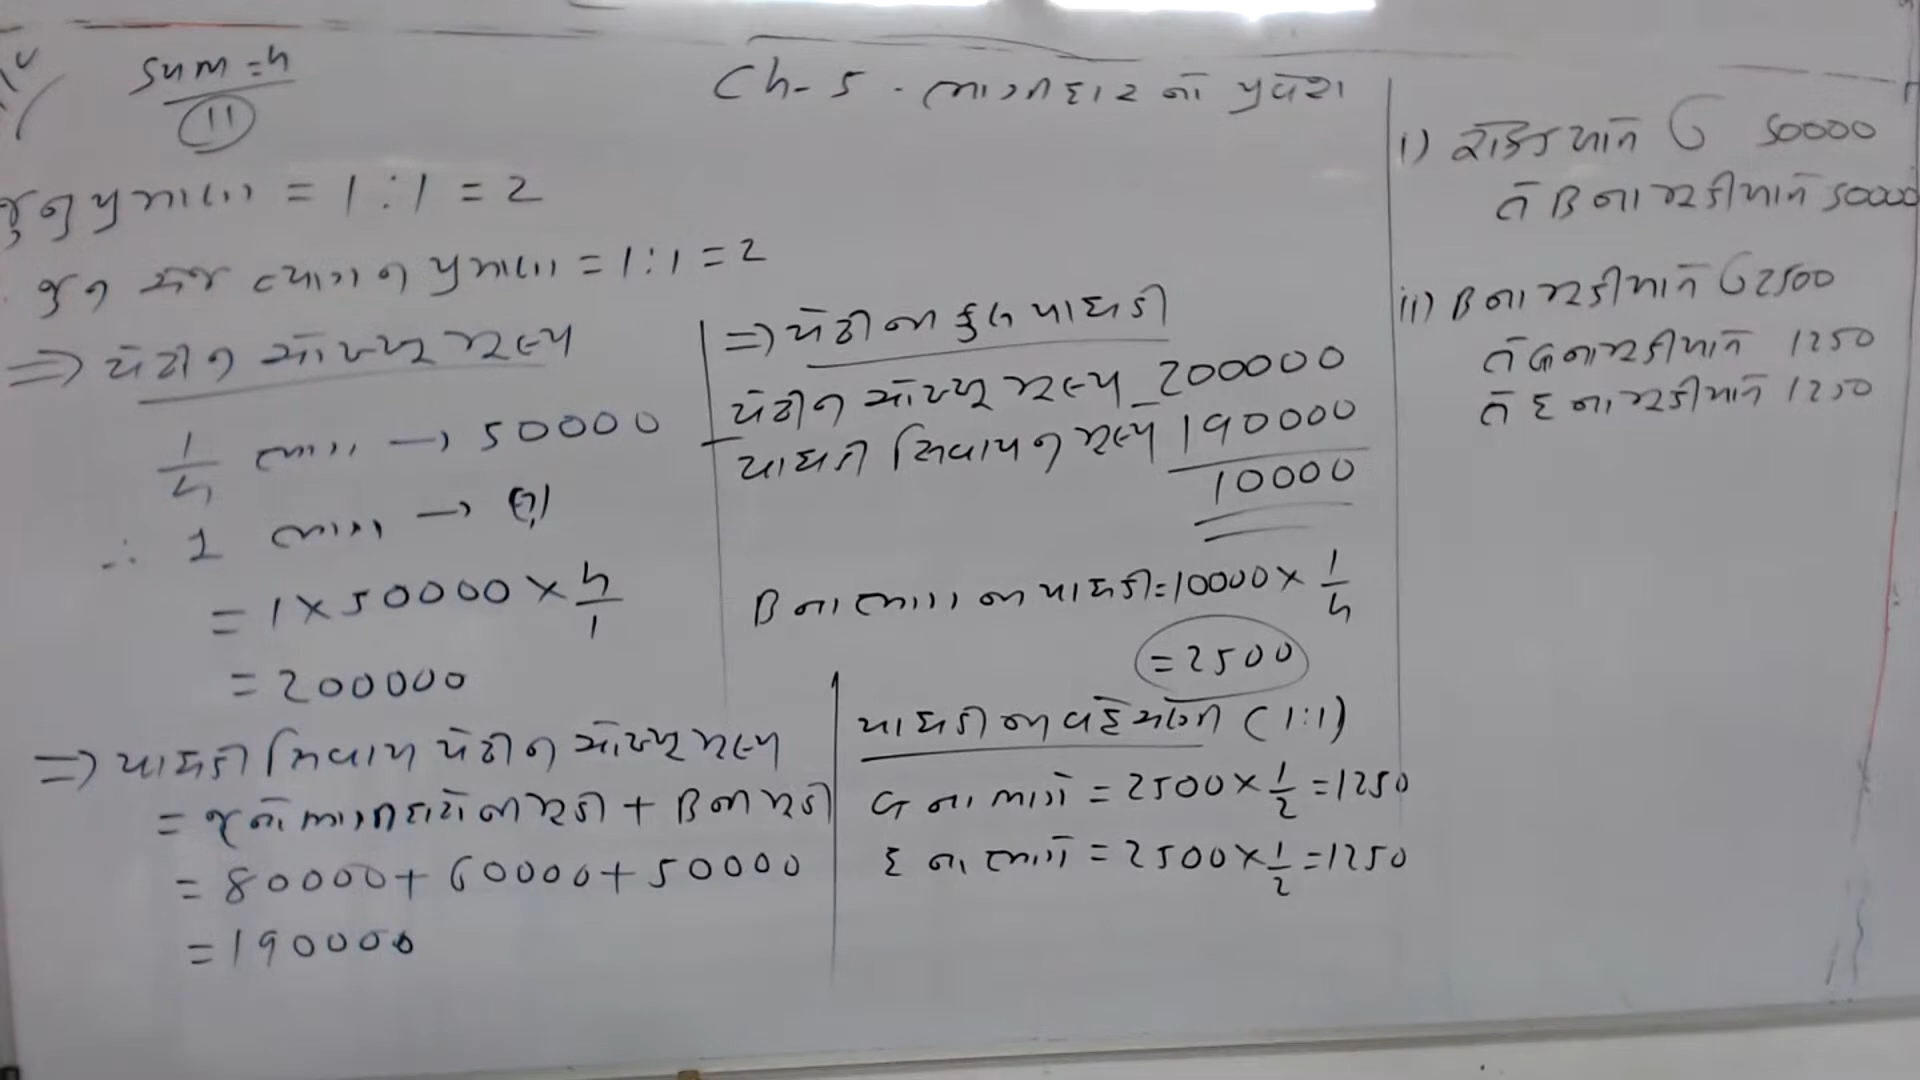 Sum = 4
11
Ch-5. ભાગીદારનો પ્રવેશ
જૂનું પ્રમાણ = 1:1 = 2
= 1:1 = 2
⇒ પેઢીનું સાચું મૂલ્ય
1/4 ભાગ → 50000
∴ 1 ભાગ → (?)
= 1 × 50000 × 4/1
= 200000
⇒ પાઘડી સિવાય પેઢીનું મૂલ્ય
= જૂના ભાગીદારોની મૂડી + B ની મૂડી
= 80000 + 60000 + 50000
= 190000
⇒ પેઢીની કુલ પાઘડી
પેઢીનું મૂલ્ય 200000
- પાઘડી સિવાયનું મૂલ્ય 190000
10000
B ના ભાગની પાઘડી = 10000 × 1/4
= 2500
પાઘડીની વહેંચણી (1:1)
G ના ભાગે = 2500 × 1/2 = 1250
ξ ના ભાગે = 2500 × 1/2 = 1250
i) રોકડ ખાતે ઉ 50000
તે B ના મૂડી ખાતે 50000
ii) B ના મૂડી ખાતે ઉ 2500
તે G ના મૂડી ખાતે 1250
તે ξ ના મૂડી ખાતે 1250